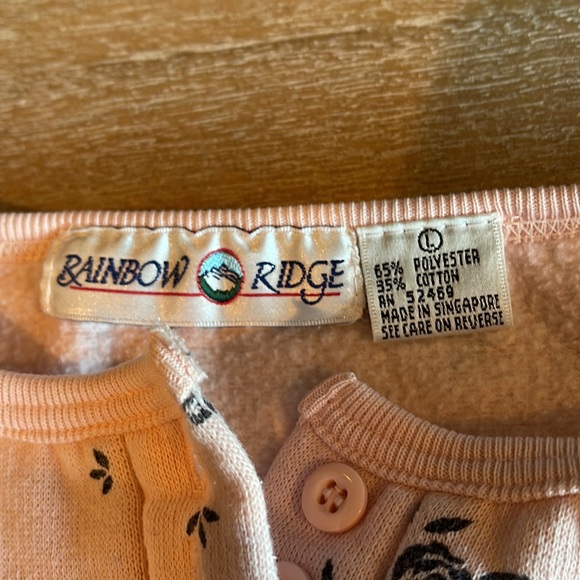 RAINBOW RIDGE
L
65% POLYESTER
35% COTTON
RN 52469
MADE IN SINGAPORE
SEE CARE ON REVERSE